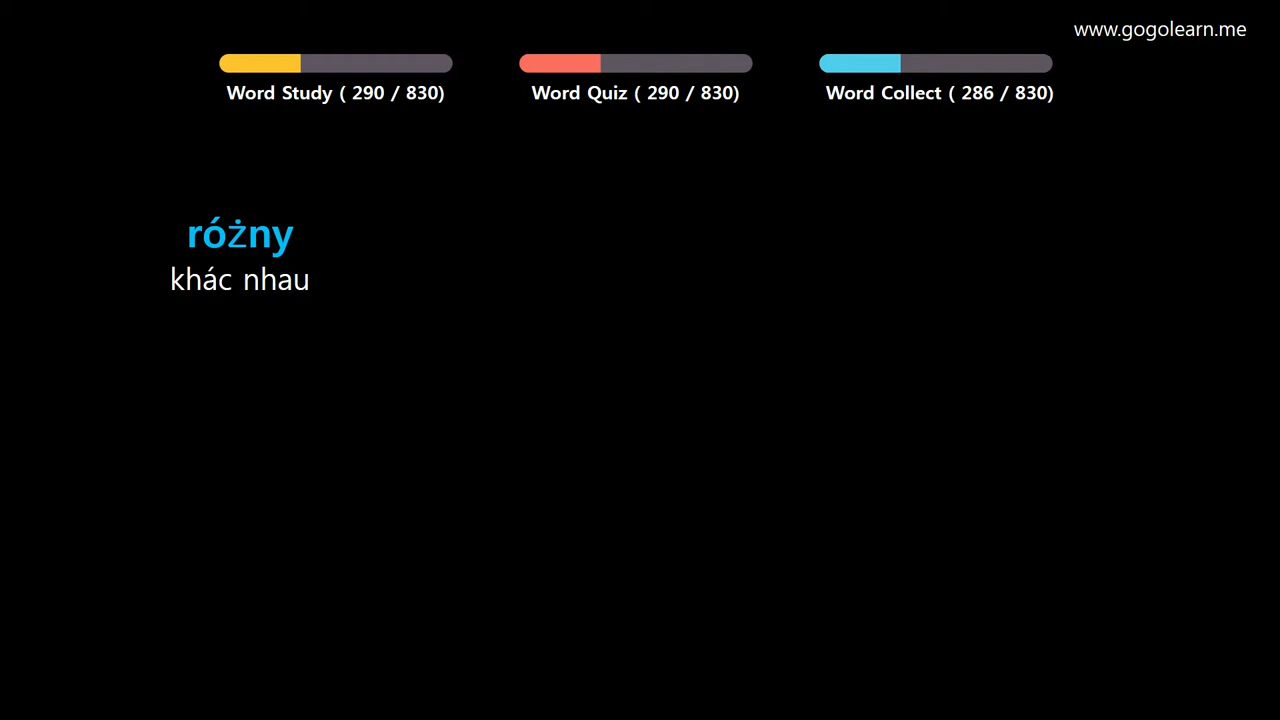 www.gogolearn.me
Word Study ( 290 / 830)
Word Quiz ( 290 / 830)
Word Collect ( 286 / 830)
różny
khác nhau